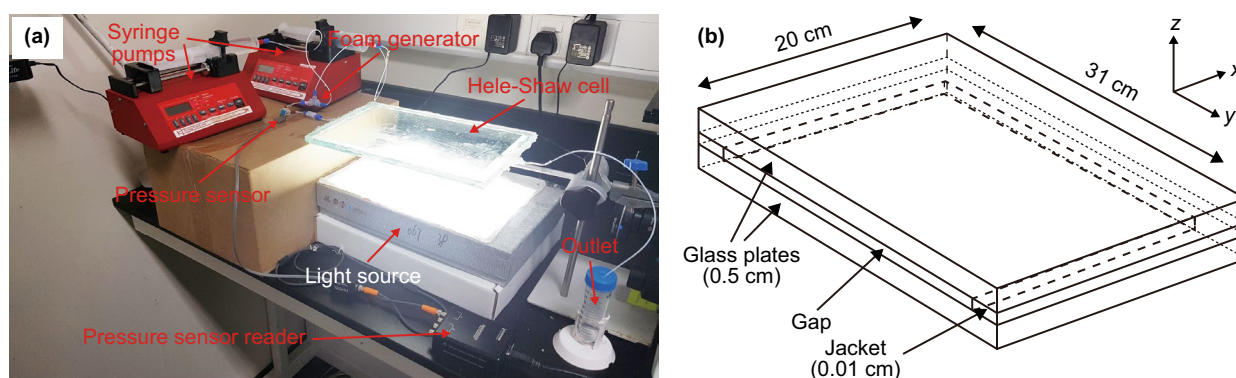 (a)
Syringe
pumps
Foam generator
Hele-Shaw cell
Pressure sensor
Light source
Outlet
Pressure sensor reader
(b)
20 cm
31 cm
z
x
y
Glass plates
(0.5 cm)
Gap
Jacket
(0.01 cm)